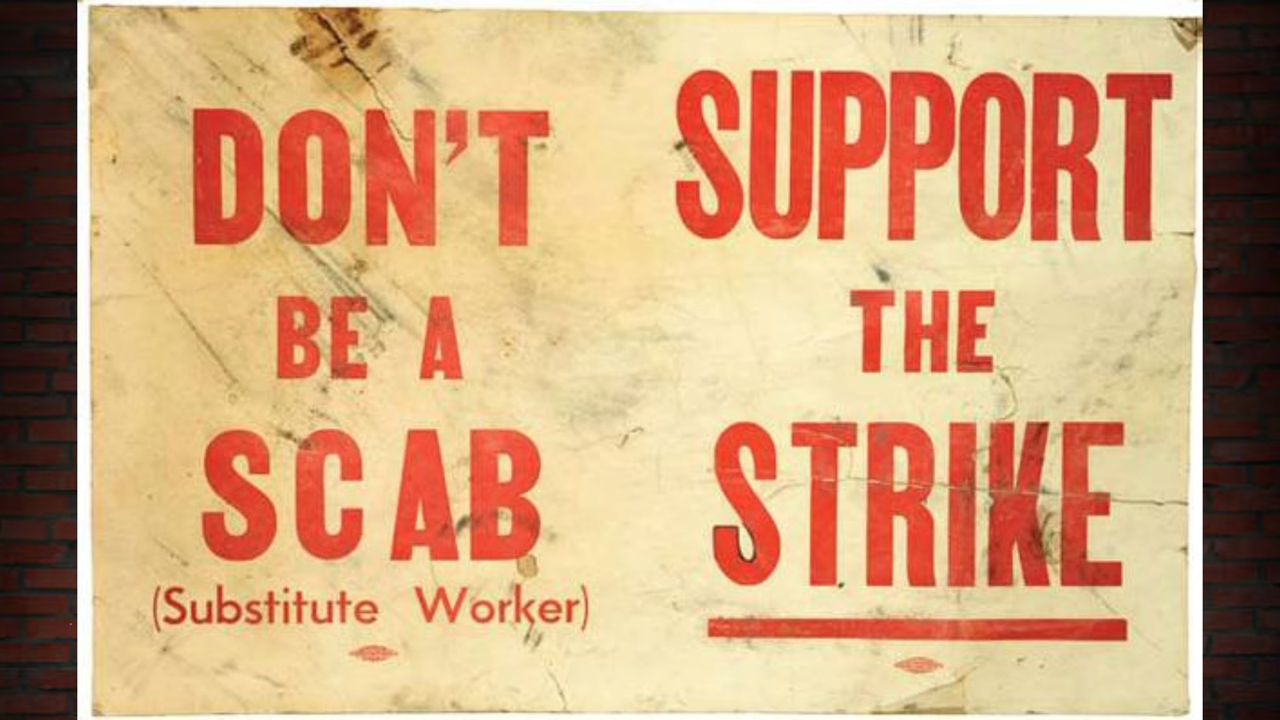 DON'T
BE A
SCAB
(Substitute Worker)
SUPPORT
THE
STRIKE